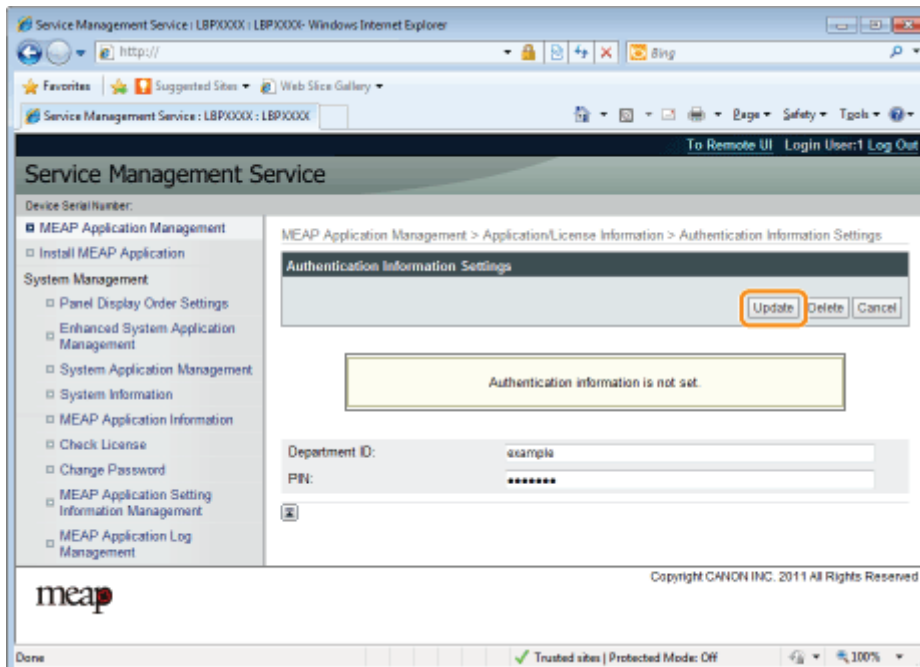 Service Management Service : LBPXXXX : LBPXXXX- Windows Internet Explorer
http://
Bing
Favorites Suggested Sites Web Slice Gallery
Service Management Service : LBPXXXX : LBPXXXX
Page Safety Tools
To Remote UI Login User:1 Log Out
Service Management Service
Device Serial Number:
MEAP Application Management
Install MEAP Application
System Management
Panel Display Order Settings
Enhanced System Application
Management
System Application Management
System Information
MEAP Application Information
Check License
Change Password
MEAP Application Setting
Information Management
MEAP Application Log
Management
MEAP Application Management > Application/License Information > Authentication Information Settings
Authentication Information Settings
Update Delete Cancel
Authentication information is not set.
Department ID: example
PIN: •••••••
Copyright CANON INC. 2011 All Rights Reserved
meap
Done Trusted sites | Protected Mode: Off 100%